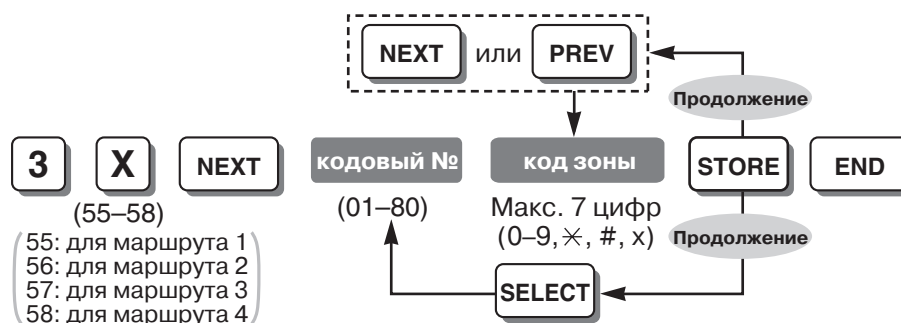 NEXT или PREV
Продолжение
3 X NEXT кодовый № код зоны STORE END
(55–58) (01–80) Макс. 7 цифр
(0–9, ✳, #, x) Продолжение
55: для маршрута 1
56: для маршрута 2
57: для маршрута 3
58: для маршрута 4
SELECT